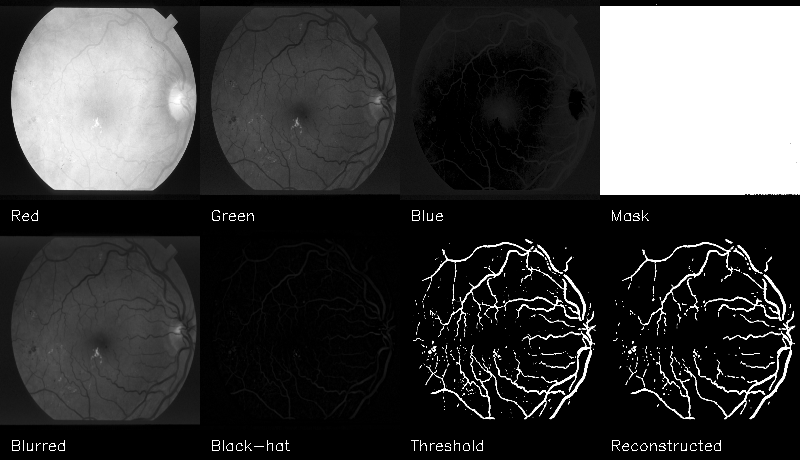 Red
Green
Blue
Mask
Blurred
Black-hat
Threshold
Reconstructed